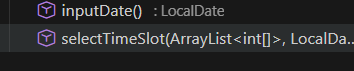 inputDate() : LocalDate
selectTimeSlot(ArrayList<int[]>, LocalDa...